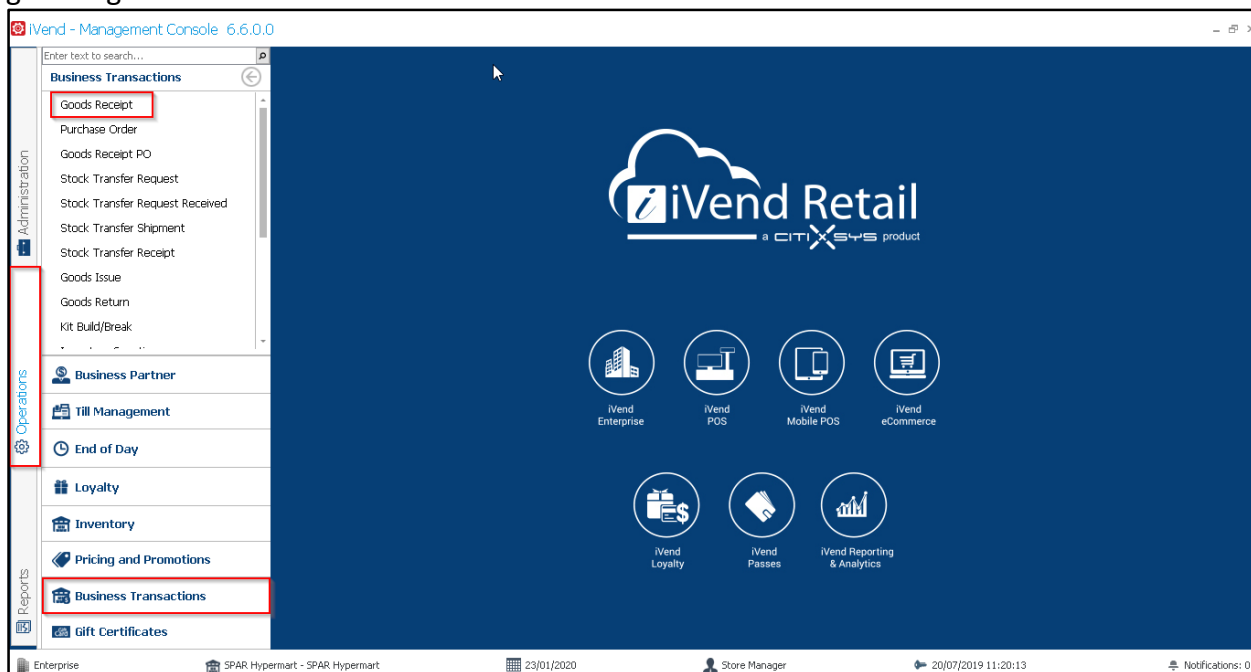 iVend - Management Console 6.6.0.0
Enter text to search...
Business Transactions
Goods Receipt
Purchase Order
Goods Receipt PO
Stock Transfer Request
Stock Transfer Request Received
Stock Transfer Shipment
Stock Transfer Receipt
Goods Issue
Goods Return
Kit Build/Break
Administration
Operations
Reports
Business Partner
Till Management
End of Day
Loyalty
Inventory
Pricing and Promotions
Business Transactions
Gift Certificates
i iVend Retail
a CITIXSYS product
iVend Enterprise
iVend POS
iVend Mobile POS
iVend eCommerce
iVend Loyalty
iVend Passes
iVend Reporting & Analytics
Enterprise
SPAR Hypermart - SPAR Hypermart
23/01/2020
Store Manager
20/07/2019 11:20:13
Notifications: 0